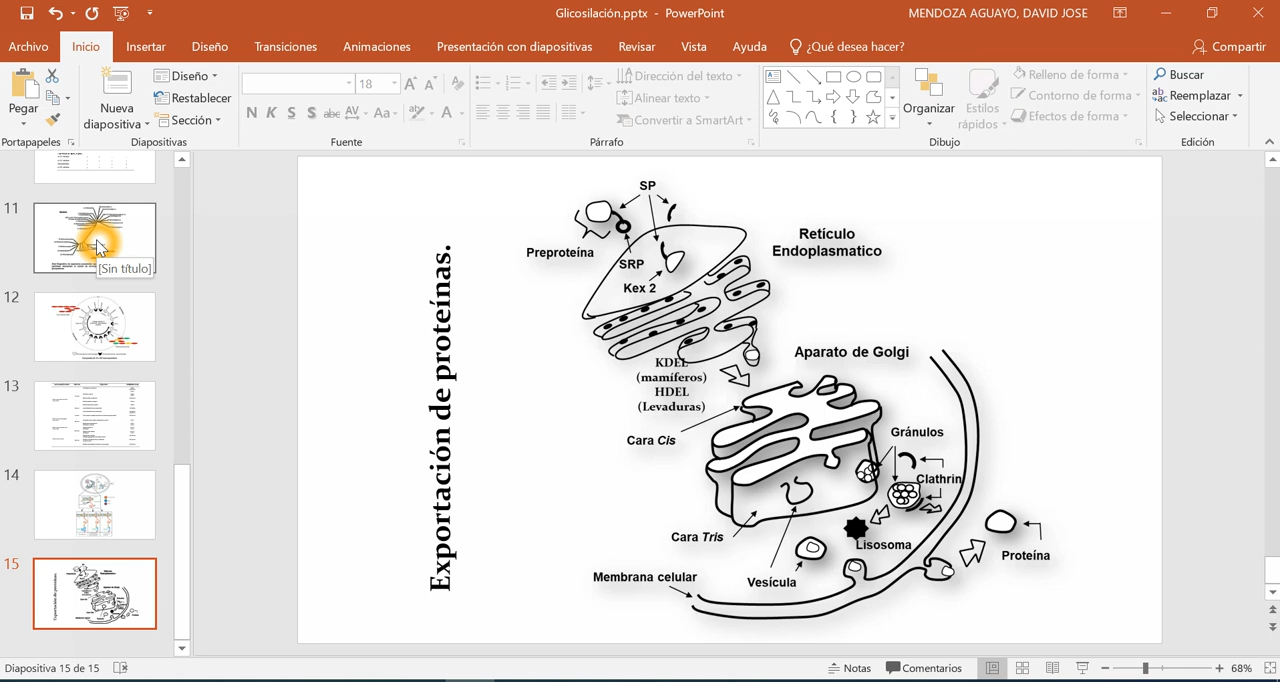 Glicosilación.pptx - PowerPoint
MENDOZA AGUAYO, DAVID JOSE
Archivo
Inicio
Insertar
Diseño
Transiciones
Animaciones
Presentación con diapositivas
Revisar
Vista
Ayuda
¿Qué desea hacer?
Compartir
Pegar
Nueva
diapositiva
Diseño
Restablecer
Sección
18
N K S S abc AV Aa A
Dirección del texto
Alinear texto
Convertir a SmartArt
Organizar
Estilos
rápidos
Relleno de forma
Contorno de forma
Efectos de forma
Buscar
Reemplazar
Seleccionar
Portapapeles
Diapositivas
Fuente
Párrafo
Dibujo
Edición
11
[Sin título]
12
13
14
15
Exportación de proteínas.
SP
Preproteína
SRP
Kex 2
Retículo
Endoplasmatico
KDEL
(mamíferos)
HDEL
(Levaduras)
Aparato de Golgi
Cara Cis
Gránulos
Clathrin
Cara Tris
Lisosoma
Proteína
Membrana celular
Vesícula
Diapositiva 15 de 15
Notas
Comentarios
68%